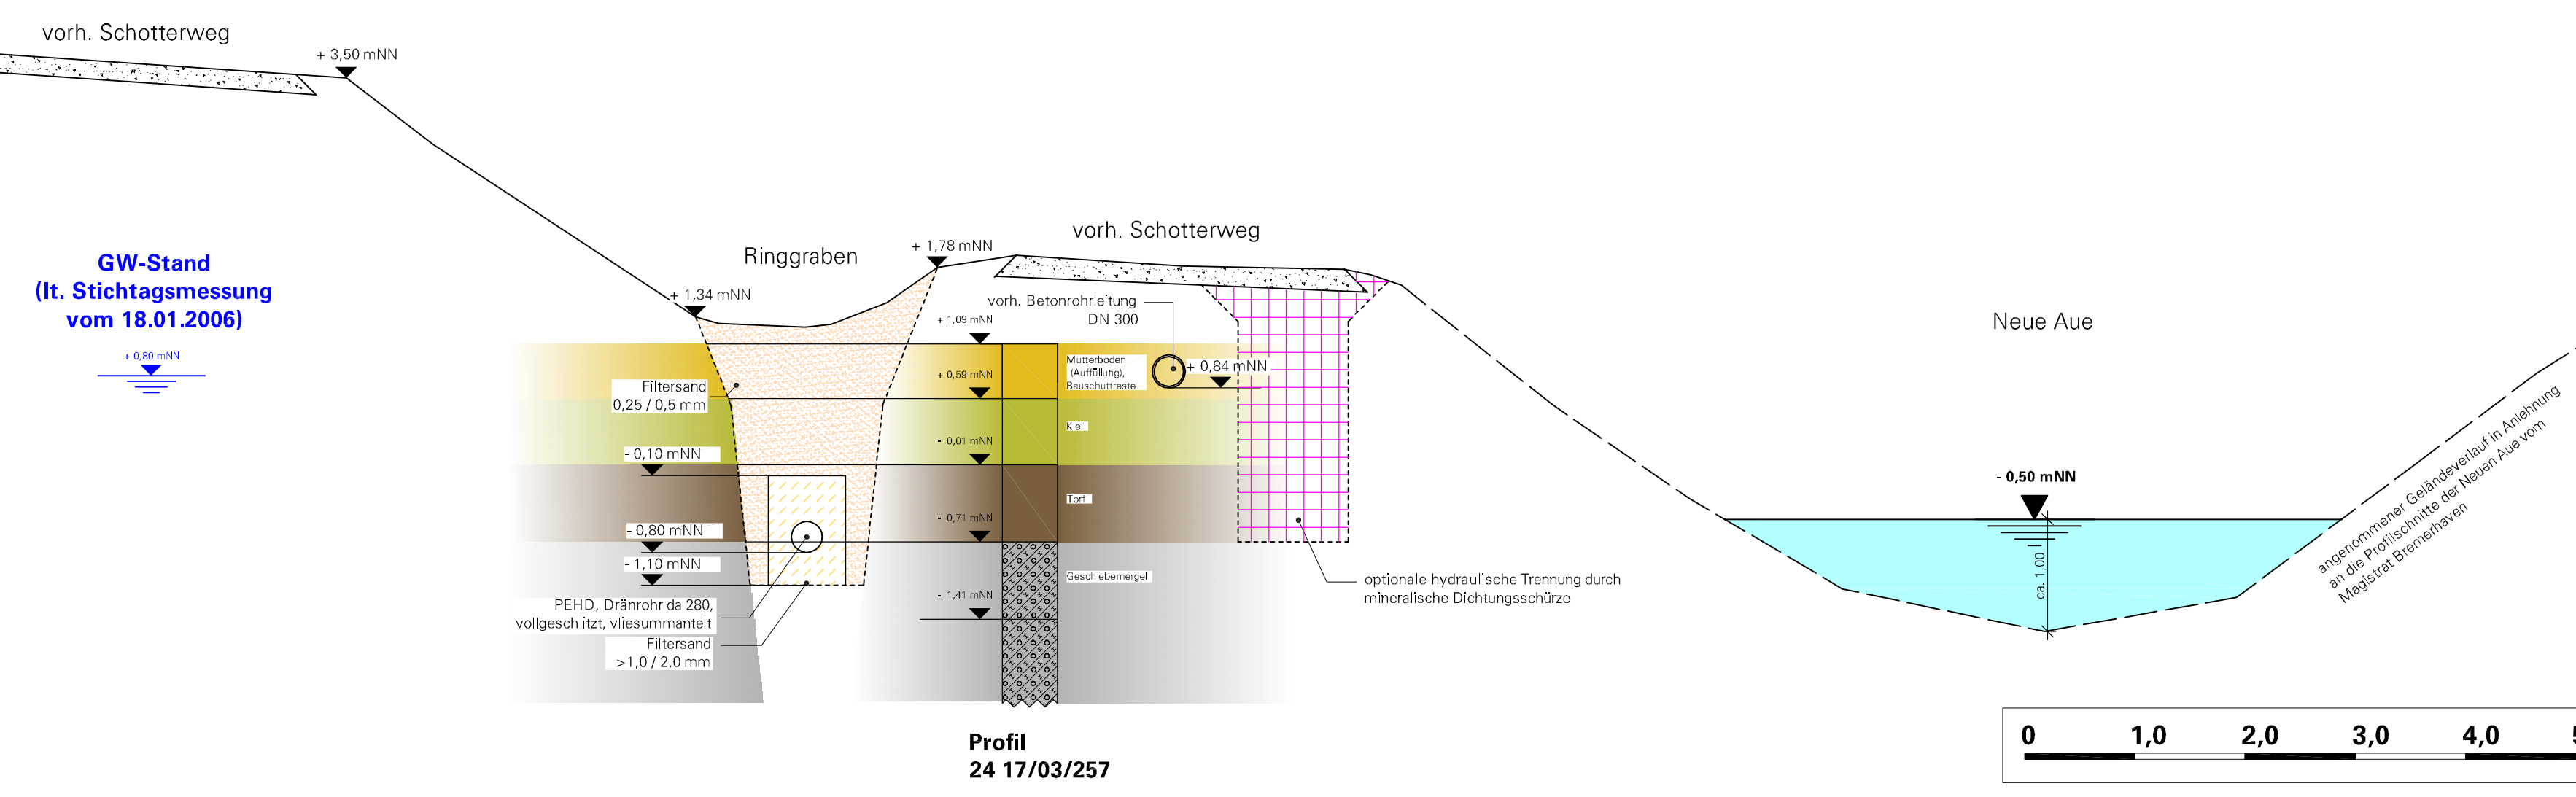 vorh. Schotterweg
+ 3,50 mNN
GW-Stand
(lt. Stichtagsmessung
vom 18.01.2006)
+ 0,80 mNN
Ringgraben
+ 1,34 mNN
+ 1,78 mNN
vorh. Schotterweg
vorh. Betonrohrleitung
DN 300
+ 1,09 mNN
Mutterboden
(Auffüllung),
Bauschuttreste
+ 0,84 mNN
+ 0,59 mNN
Filtersand
0,25 / 0,5 mm
Klei
- 0,01 mNN
- 0,10 mNN
Torf
- 0,71 mNN
- 0,80 mNN
- 1,10 mNN
Geschiebemergel
- 1,41 mNN
PEHD, Dränrohr da 280,
vollgeschlitzt, vliesummantelt
Filtersand
>1,0 / 2,0 mm
optionale hydraulische Trennung durch
mineralische Dichtungsschürze
Profil
24 17/03/257
Neue Aue
- 0,50 mNN
ca. 1,00
angenommener Geländeverlauf in Anlehnung
an die Profilschnitte der Neuen Aue vom
Magistrat Bremerhaven
0 1,0 2,0 3,0 4,0